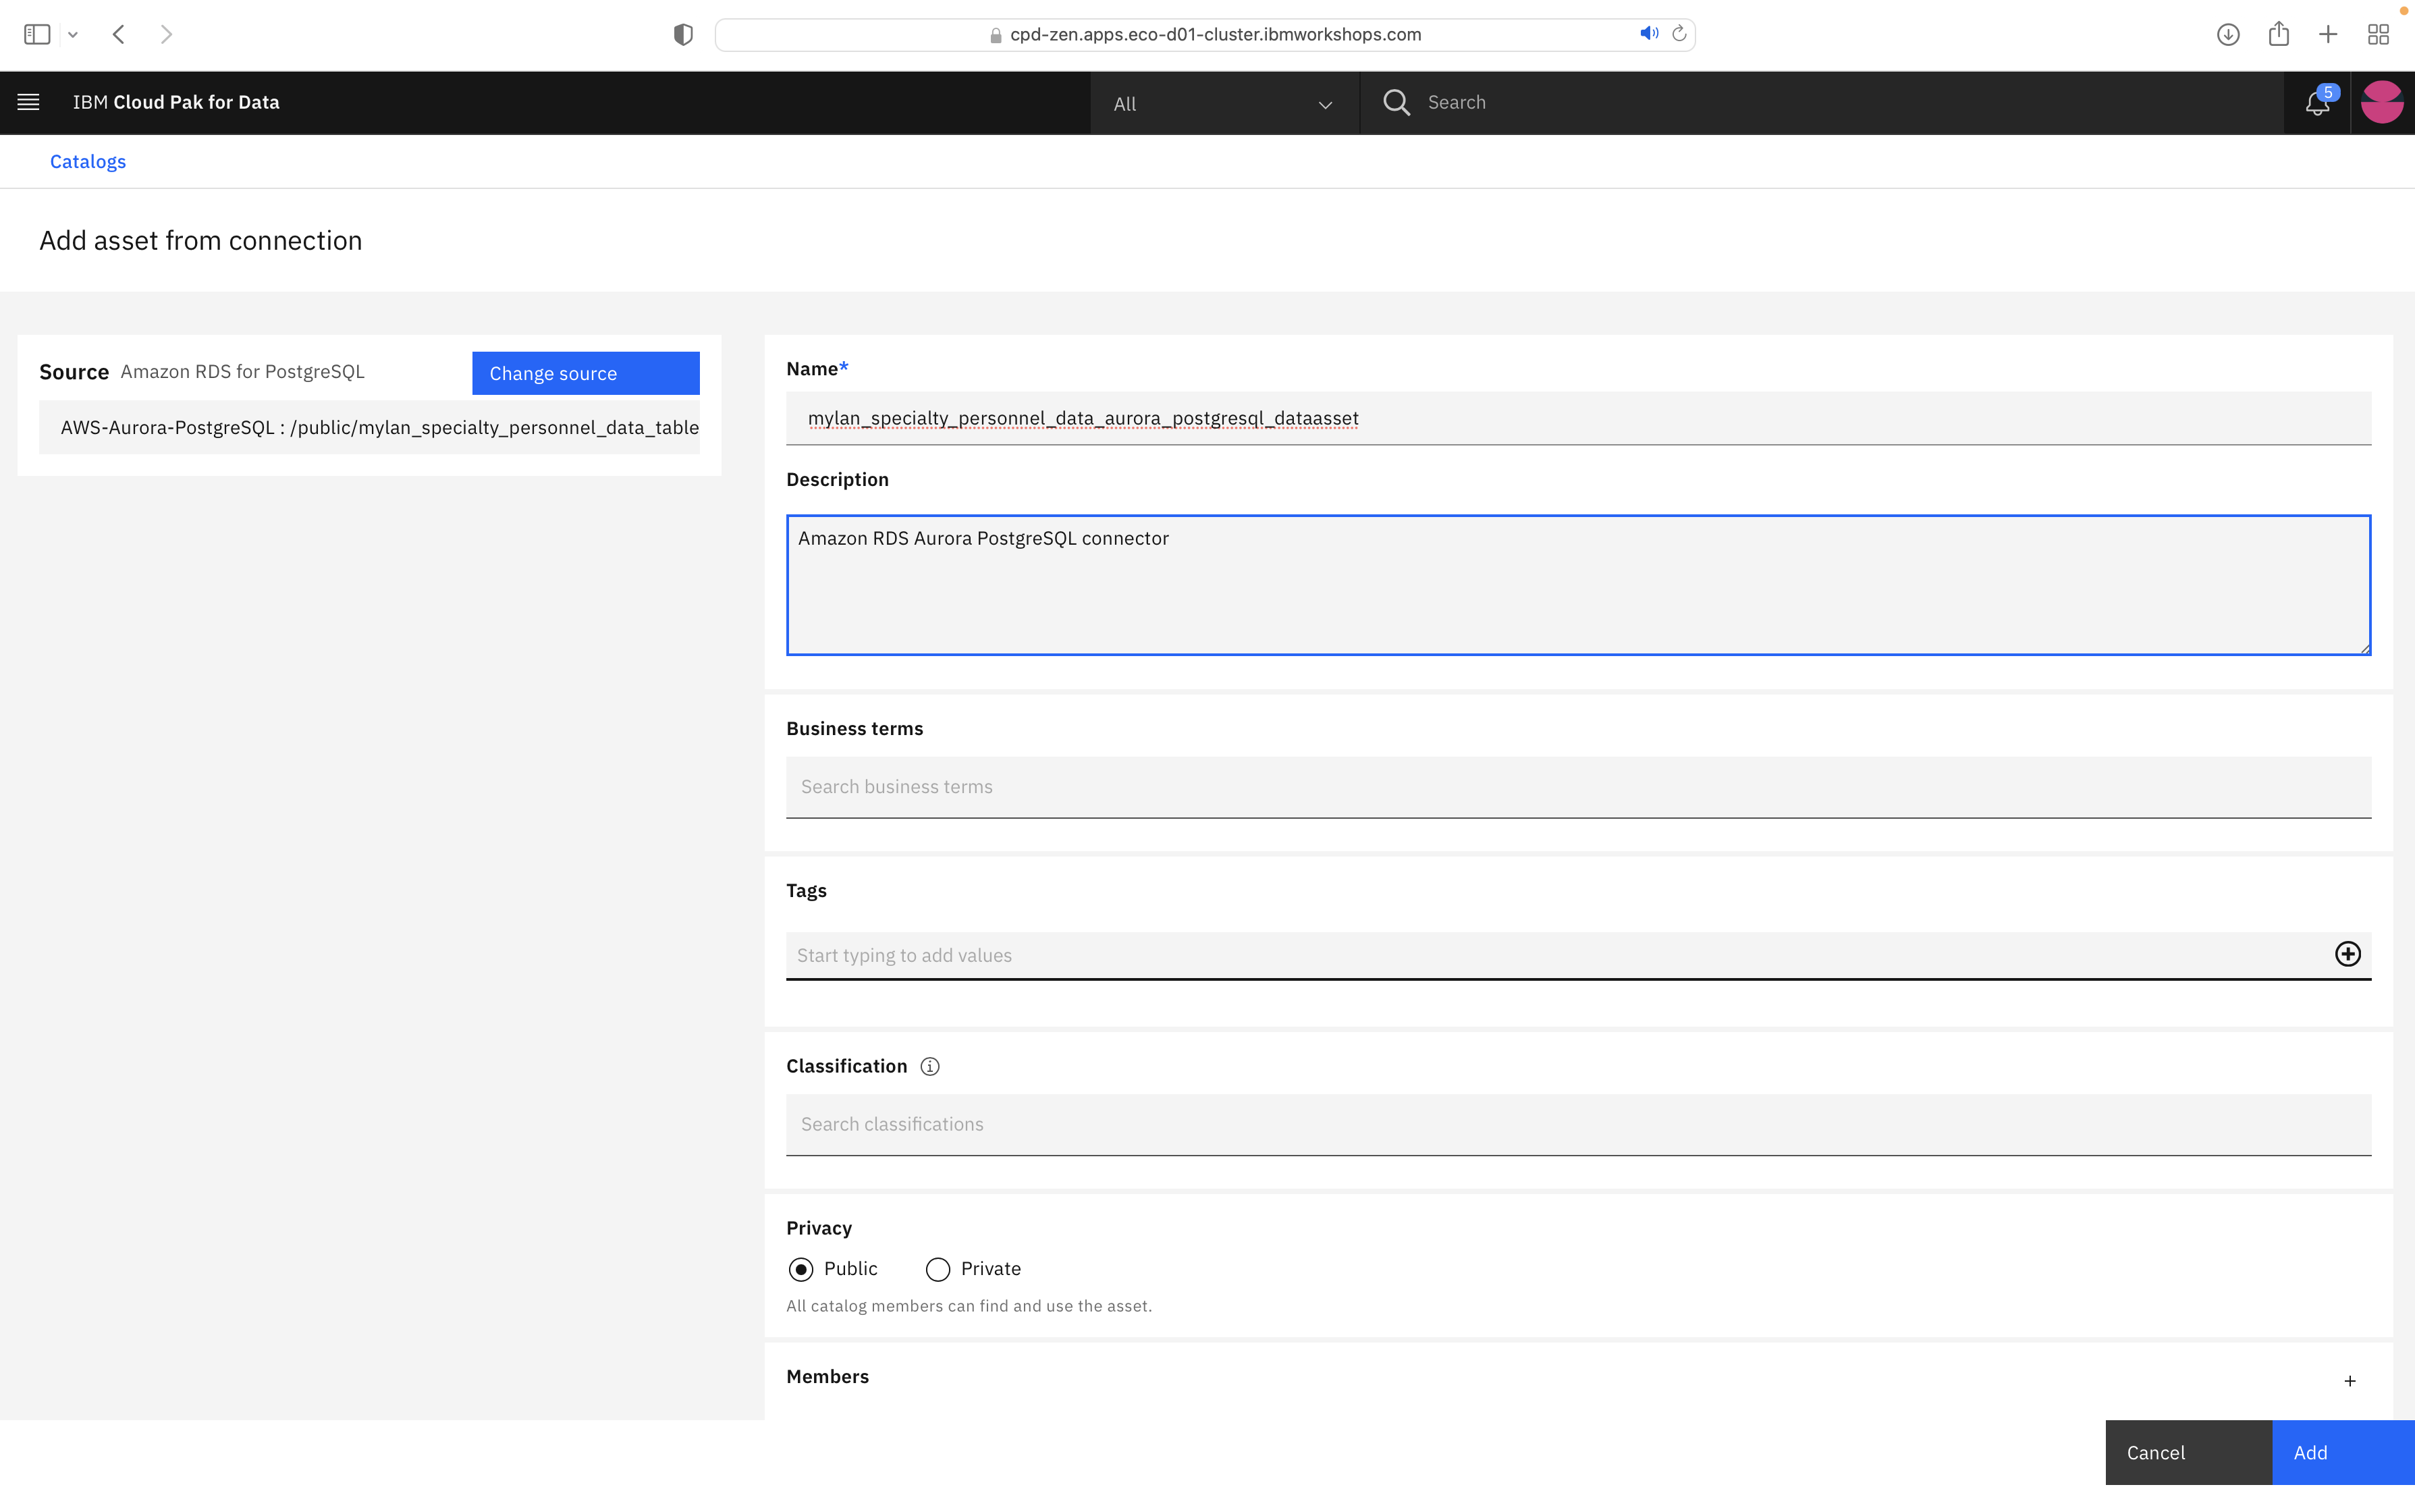 cpd-zen.apps.eco-d01-cluster.ibmworkshops.com
IBM Cloud Pak for Data
All
Search
5
Catalogs
Add asset from connection
Source Amazon RDS for PostgreSQL
Change source
AWS-Aurora-PostgreSQL : /public/mylan_specialty_personnel_data_table
Name*
mylan_specialty_personnel_data_aurora_postgresql_dataasset
Description
Amazon RDS Aurora PostgreSQL connector
Business terms
Search business terms
Tags
Start typing to add values
Classification
Search classifications
Privacy
Public Private
All catalog members can find and use the asset.
Members
Cancel
Add